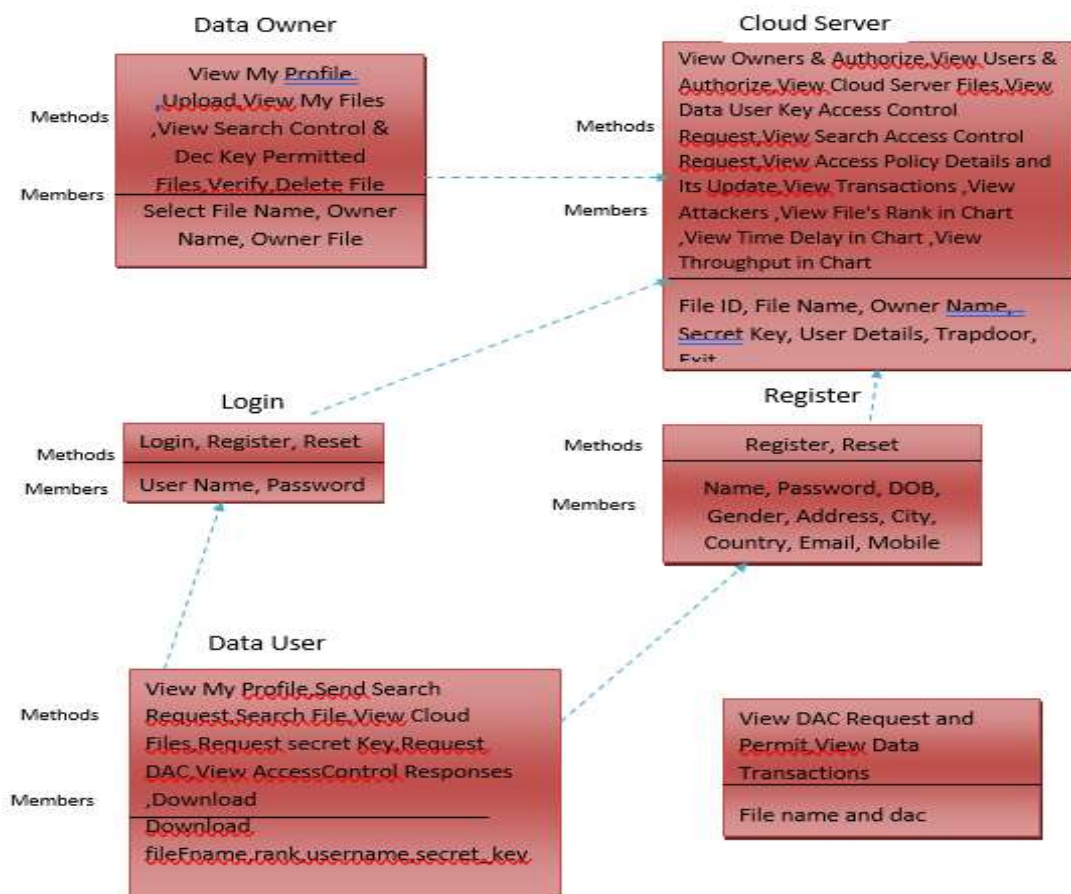 Data Owner
Methods
Members
View My Profile
,Upload,View My Files
,View Search Control &
Dec Key Permitted
Files,Verify,Delete File
Select File Name, Owner
Name, Owner File
Cloud Server
Methods
Members
View Owners & Authorize,View Users &
Authorize,View Cloud Server Files,View
Data User Key Access Control
Request,View Search Access Control
Request,View Access Policy Details and
Its Update,View Transactions ,View
Attackers ,View File's Rank in Chart
,View Time Delay in Chart ,View
Throughput in Chart
File ID, File Name, Owner Name,
Secret Key, User Details, Trapdoor,
Exit
Login
Methods
Members
Login, Register, Reset
User Name, Password
Register
Methods
Members
Register, Reset
Name, Password, DOB,
Gender, Address, City,
Country, Email, Mobile
Data User
Methods
Members
View My Profile,Send Search
Request,Search File,View Cloud
Files,Request secret Key,Request
DAC,View AccessControl Responses
,Download
Download
fileFname,rank,username,secret_key
View DAC Request and
Permit,View Data
Transactions
File name and dac